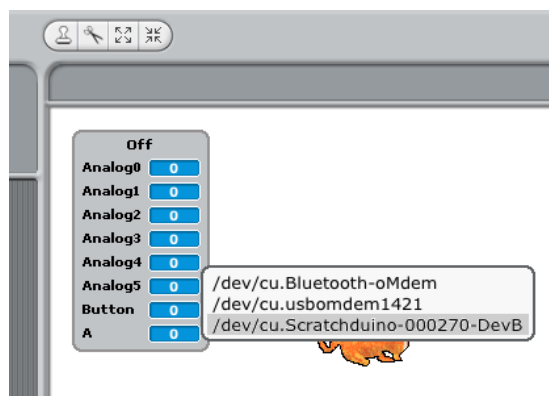 Off
Analog0 0
Analog1 0
Analog2 0
Analog3 0
Analog4 0
Analog5 0
Button 0
A 0
/dev/cu.Bluetooth-oMdem
/dev/cu.usbomdem1421
/dev/cu.Scratchduino-000270-DevB